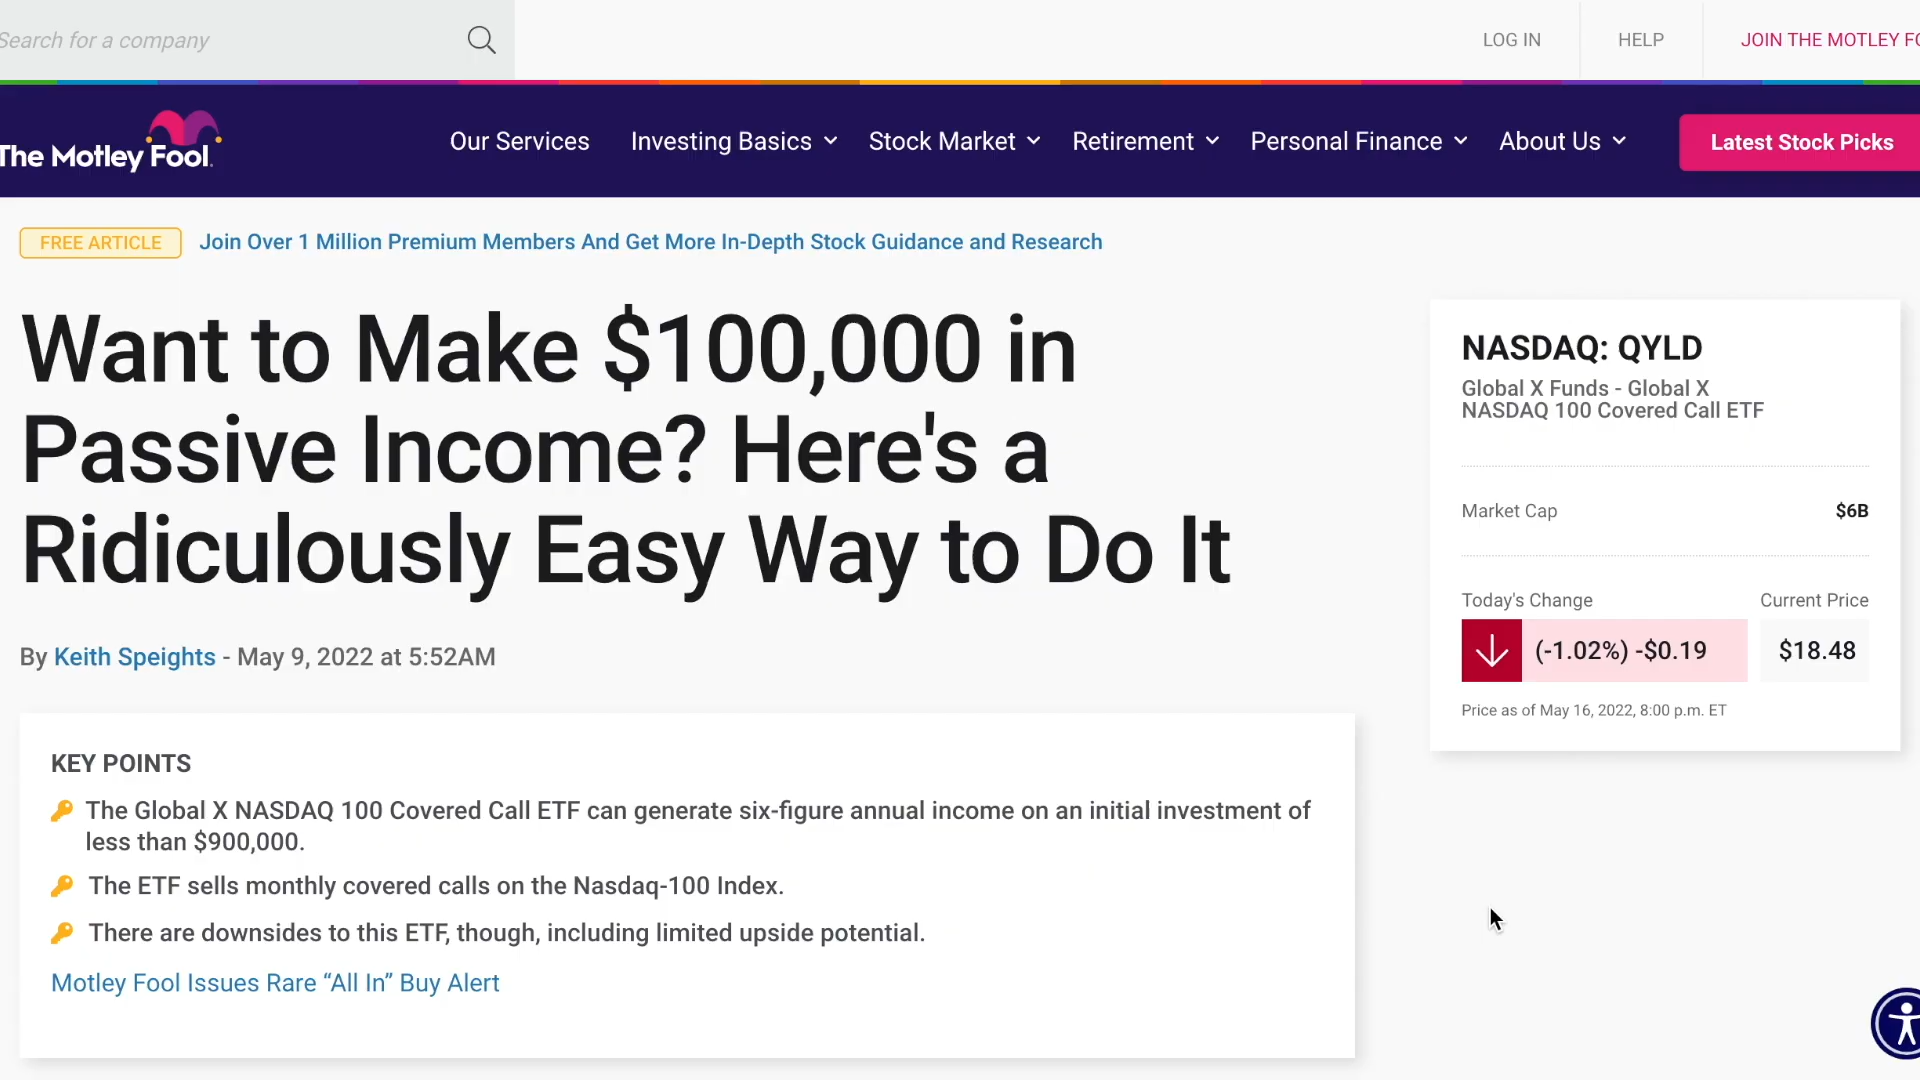 Search for a company
LOG IN
HELP
JOIN THE MOTLEY FO
The Motley Fool.
Our Services
Investing Basics
Stock Market
Retirement
Personal Finance
About Us
Latest Stock Picks
FREE ARTICLE
Join Over 1 Million Premium Members And Get More In-Depth Stock Guidance and Research
Want to Make $100,000 in
Passive Income? Here's a
Ridiculously Easy Way to Do It
By Keith Speights - May 9, 2022 at 5:52AM
KEY POINTS
The Global X NASDAQ 100 Covered Call ETF can generate six-figure annual income on an initial investment of
less than $900,000.
The ETF sells monthly covered calls on the Nasdaq-100 Index.
There are downsides to this ETF, though, including limited upside potential.
Motley Fool Issues Rare “All In” Buy Alert
NASDAQ: QYLD
Global X Funds - Global X
NASDAQ 100 Covered Call ETF
Market Cap
$6B
Today's Change
Current Price
(-1.02%) -$0.19
$18.48
Price as of May 16, 2022, 8:00 p.m. ET